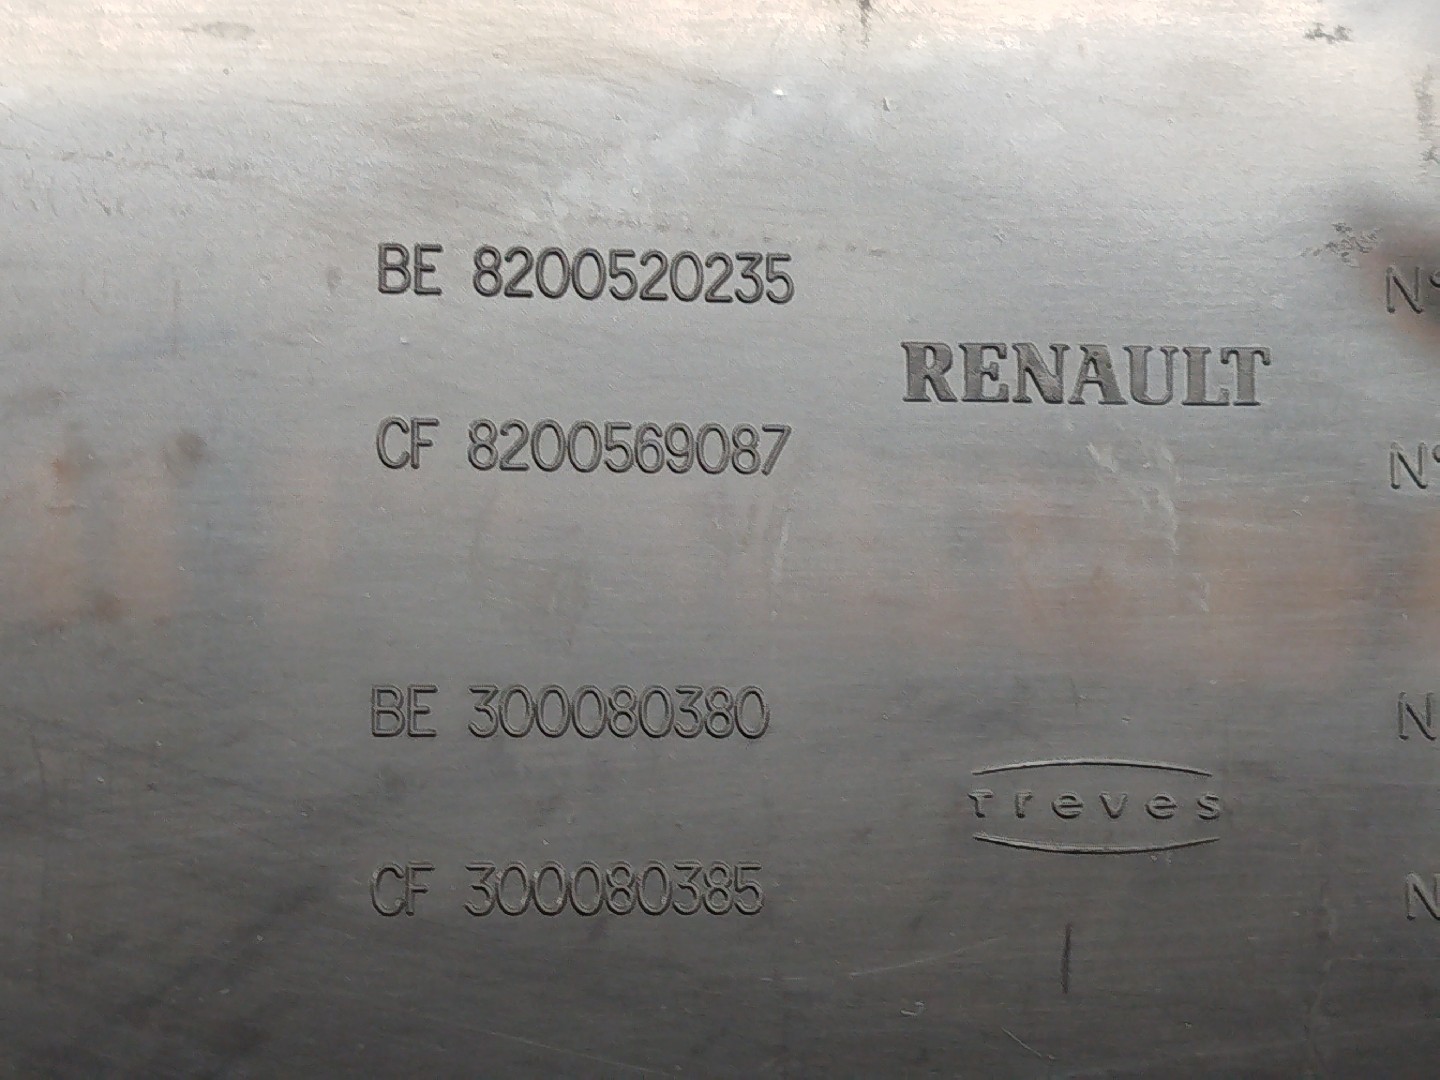 BE 8200520235 N°
RENAULT
CF 8200569087 N°
BE 300080380 N
Treves
CF 300080385 N